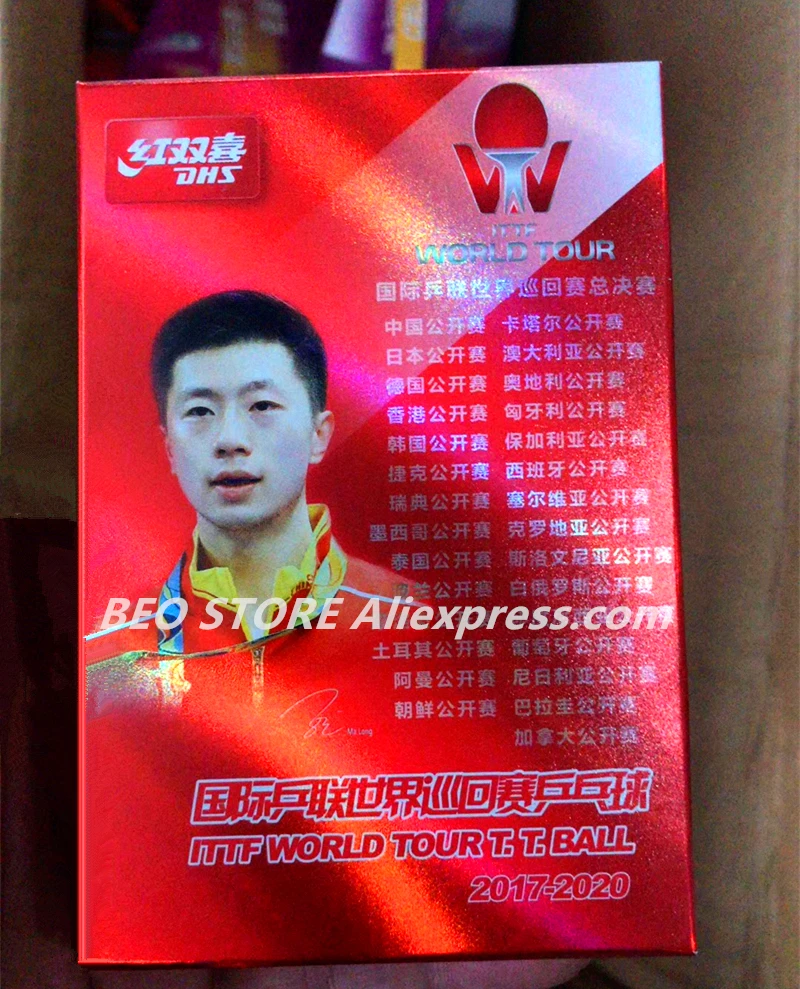 红双喜
DHS
ITTF
WORLD TOUR
国际乒联世界巡回赛总决赛
中国公开赛 卡塔尔公开赛
日本公开赛 澳大利亚公开赛
德国公开赛 奥地利公开赛
香港公开赛 匈牙利公开赛
韩国公开赛 保加利亚公开赛
捷克公开赛 西班牙公开赛
瑞典公开赛 塞尔维亚公开赛
墨西哥公开赛 克罗地亚公开赛
泰国公开赛 斯洛文尼亚公开赛
公开赛 白俄罗斯公开赛
BFO STORE Aliexpress.com
土耳其公开赛 葡萄牙公开赛
阿曼公开赛 尼日利亚公开赛
朝鲜公开赛 巴拉圭公开赛
加拿大公开赛
Ma Long
国际乒联世界巡回赛乒乓球
ITTF WORLD TOUR T. T. BALL
2017-2020